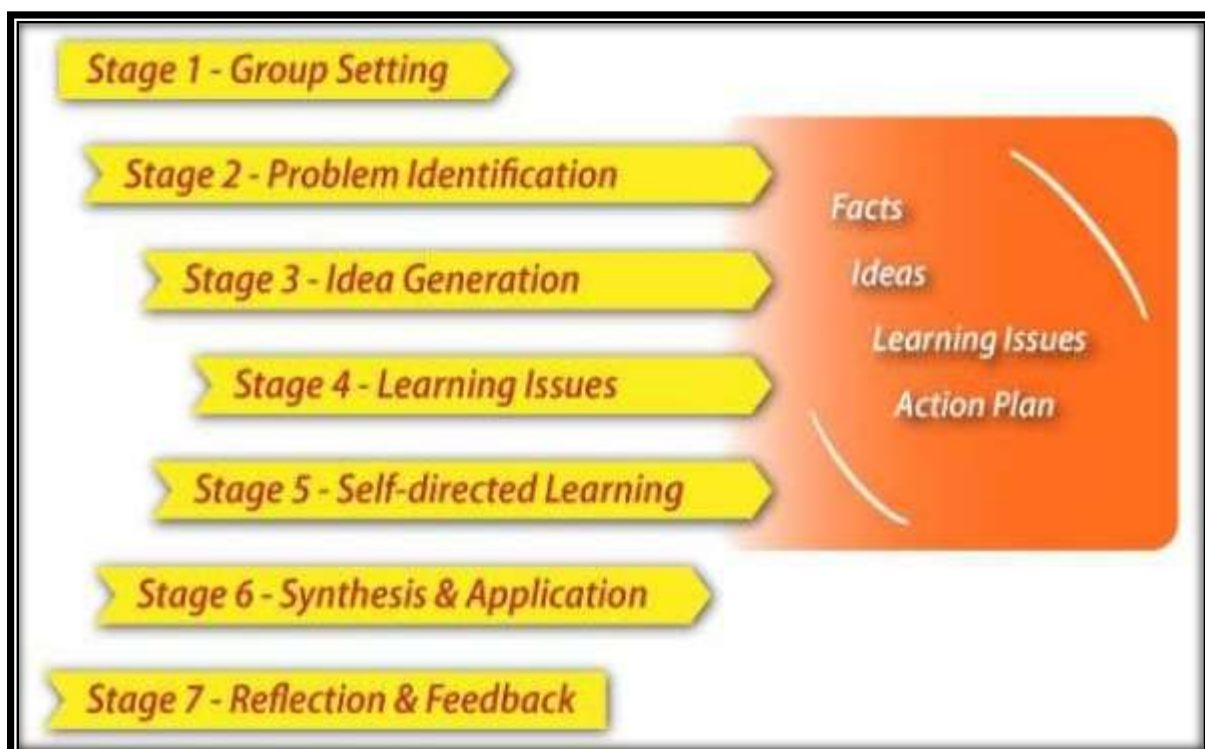 Stage 1 - Group Setting
Stage 2 - Problem Identification
Stage 3 - Idea Generation
Stage 4 - Learning Issues
Stage 5 - Self-directed Learning
Stage 6 - Synthesis & Application
Stage 7 - Reflection & Feedback
Facts
Ideas
Learning Issues
Action Plan